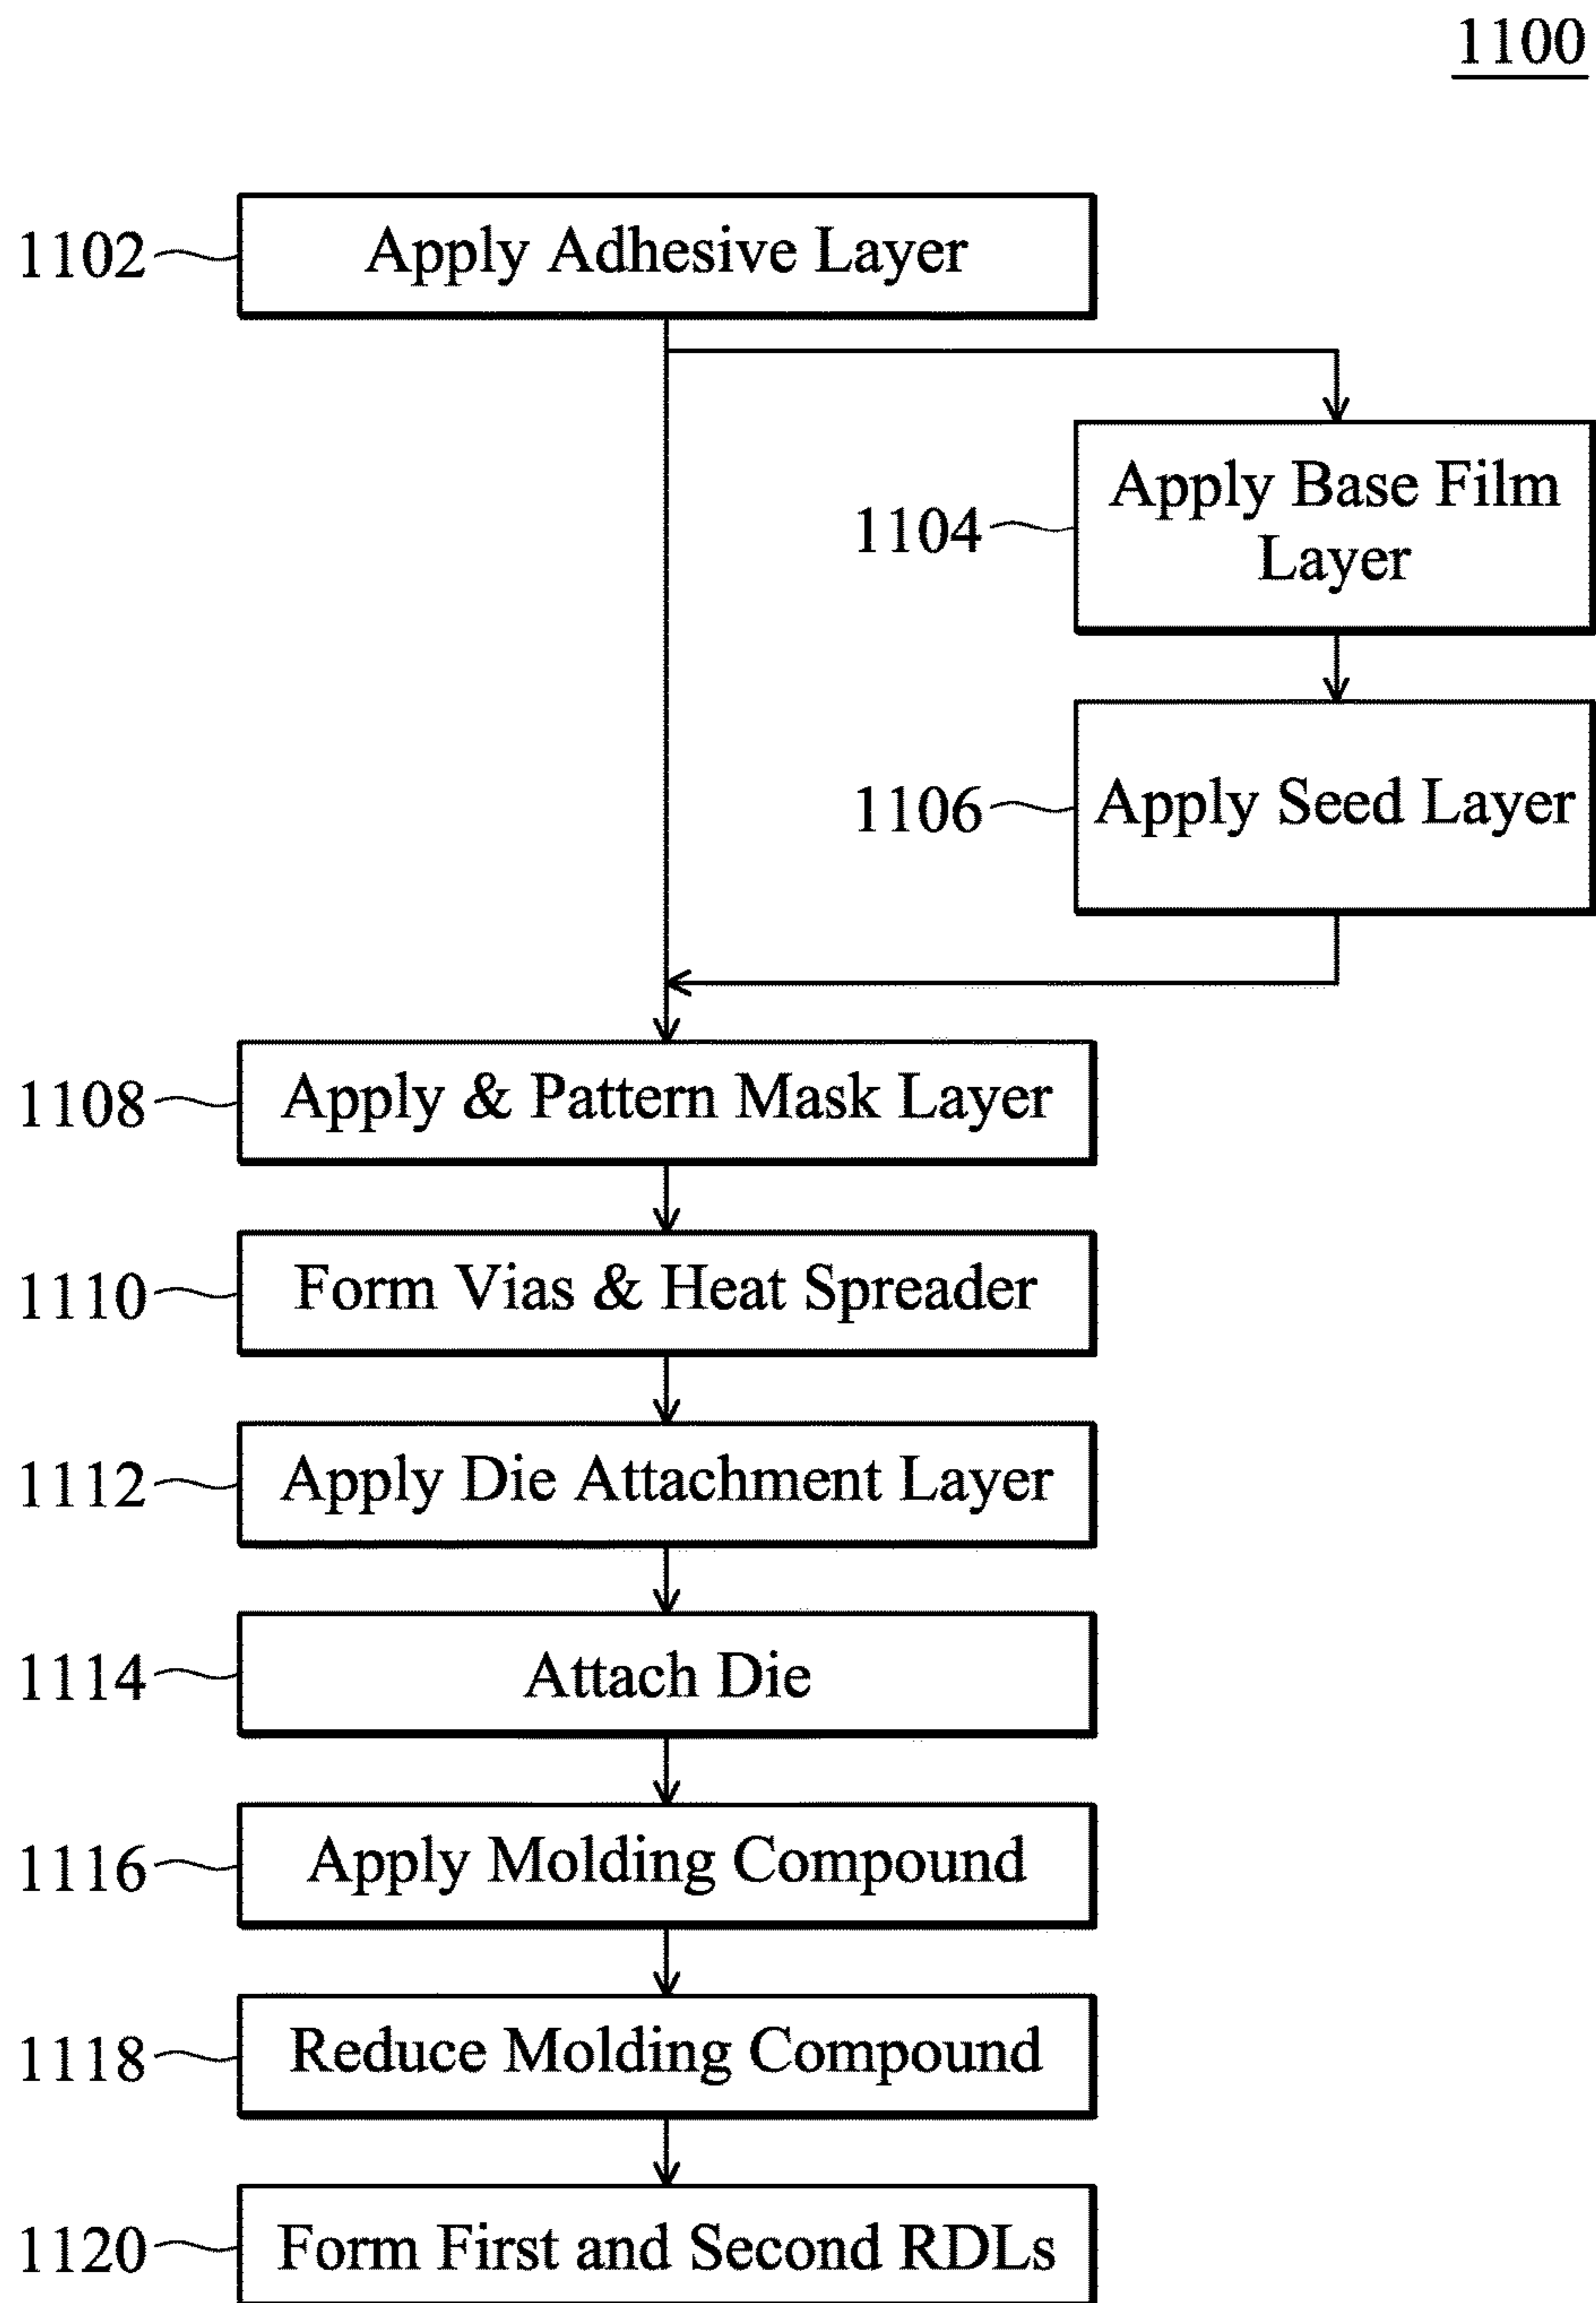 1100
1102 Apply Adhesive Layer
1104 Apply Base Film
Layer
1106 Apply Seed Layer
1108 Apply & Pattern Mask Layer
1110 Form Vias & Heat Spreader
1112 Apply Die Attachment Layer
1114 Attach Die
1116 Apply Molding Compound
1118 Reduce Molding Compound
1120 Form First and Second RDLs